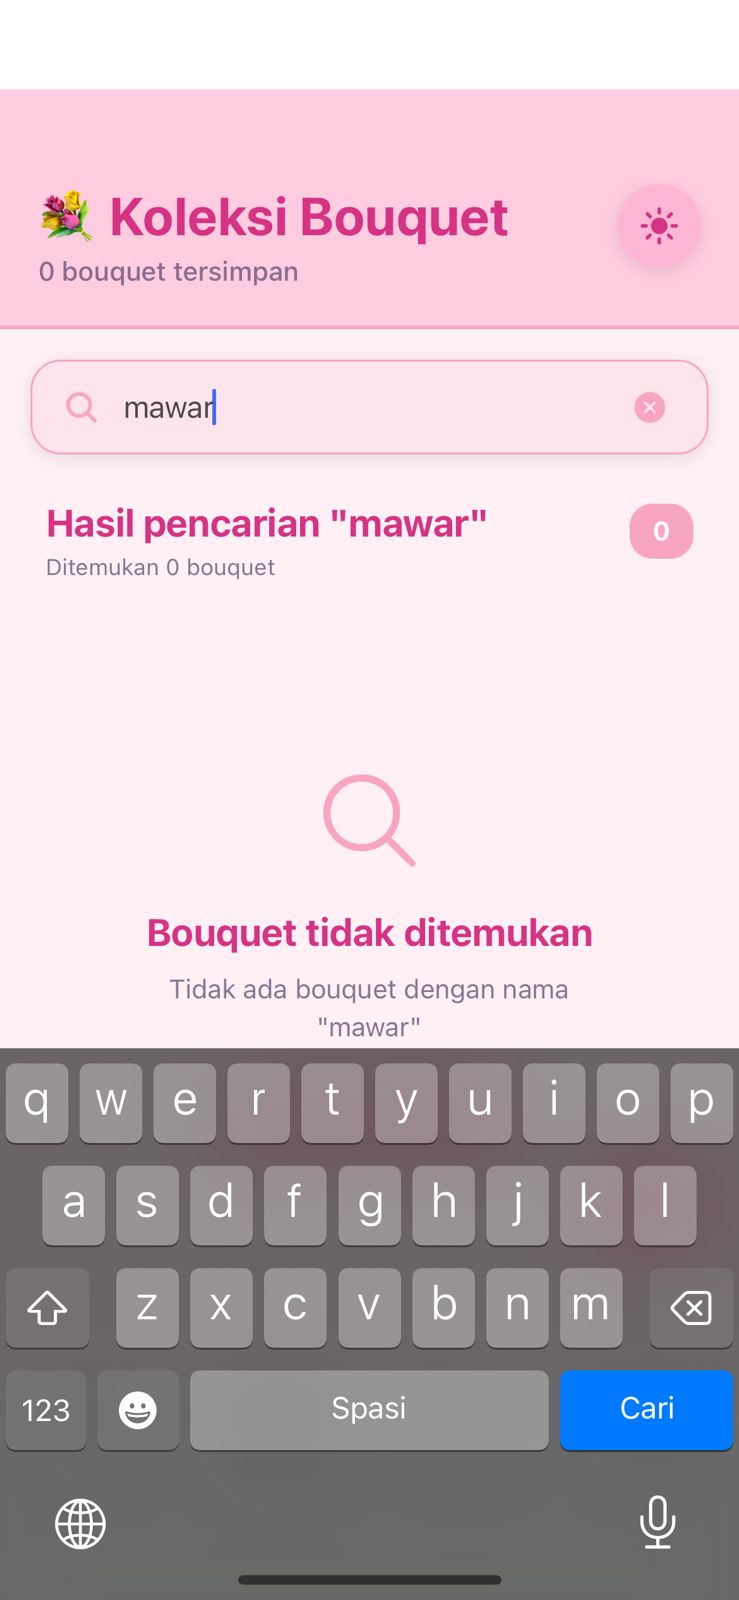 💐 Koleksi Bouquet
0 bouquet tersimpan
mawar
Hasil pencarian "mawar"
0
Ditemukan 0 bouquet
Bouquet tidak ditemukan
Tidak ada bouquet dengan nama
"mawar"
q w e r t y u i o p
a s d f g h j k l
z x c v b n m
123 Spasi Cari